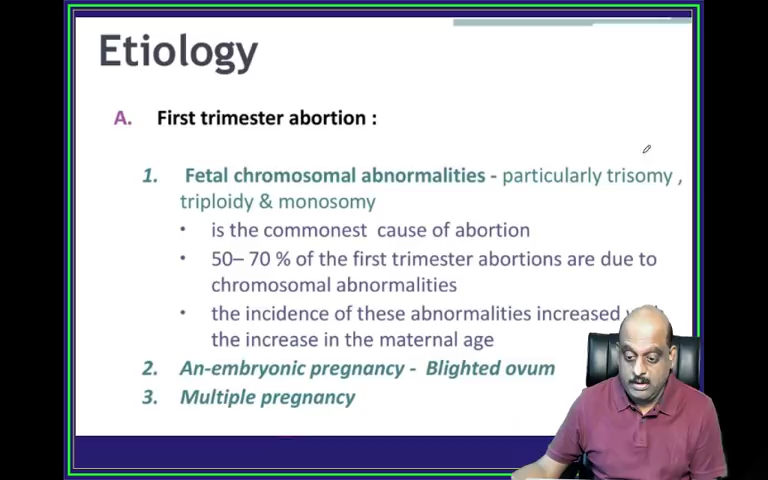 Etiology
A. First trimester abortion :
1. Fetal chromosomal abnormalities - particularly trisomy ,
triploidy & monosomy
• is the commonest cause of abortion
• 50– 70 % of the first trimester abortions are due to
chromosomal abnormalities
• the incidence of these abnormalities increased
the increase in the maternal age
2. An-embryonic pregnancy - Blighted ovum
3. Multiple pregnancy